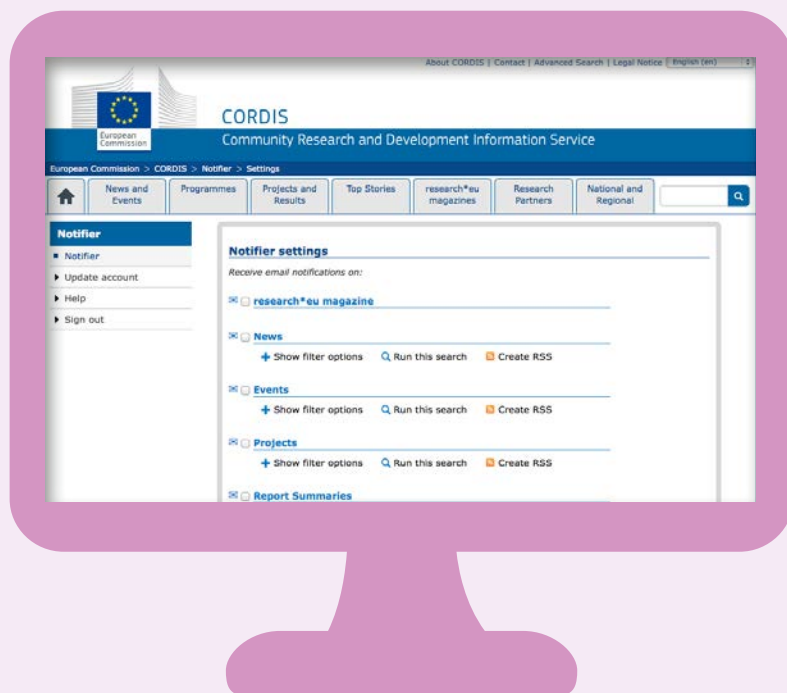 About CORDIS | Contact | Advanced Search | Legal Notice English (en)
European
Commission
CORDIS
Community Research and Development Information Service
European Commission > CORDIS > Notifier > Settings
News and Events
Programmes
Projects and Results
Top Stories
research*eu magazines
Research Partners
National and Regional
Notifier
Notifier
Update account
Help
Sign out
Notifier settings
Receive email notifications on:
research*eu magazine
News
Show filter options Run this search Create RSS
Events
Show filter options Run this search Create RSS
Projects
Show filter options Run this search Create RSS
Report Summaries